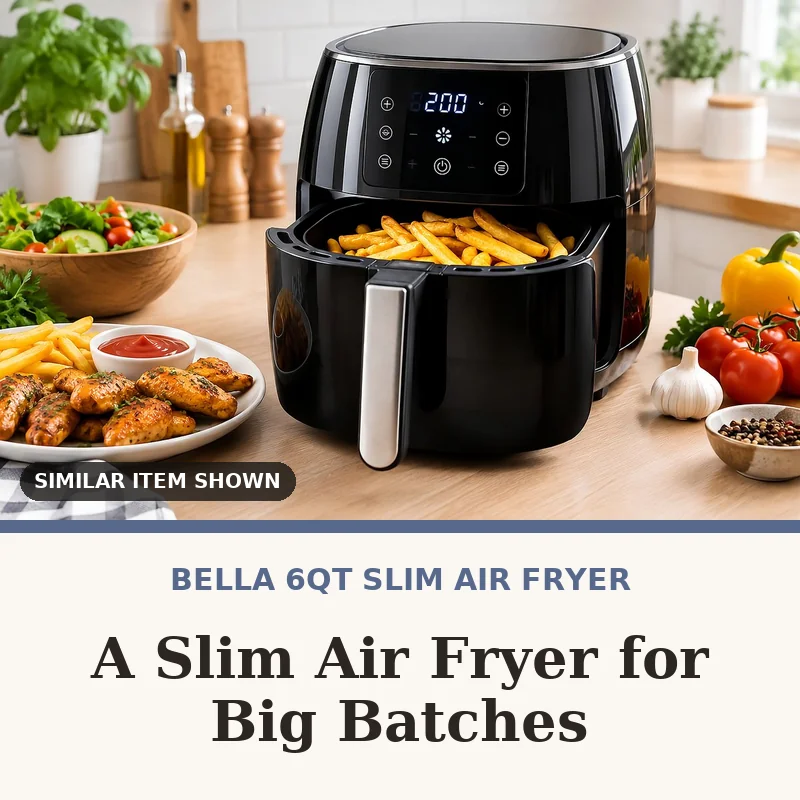 200
SIMILAR ITEM SHOWN
BELLA 6QT SLIM AIR FRYER
A Slim Air Fryer for
Big Batches